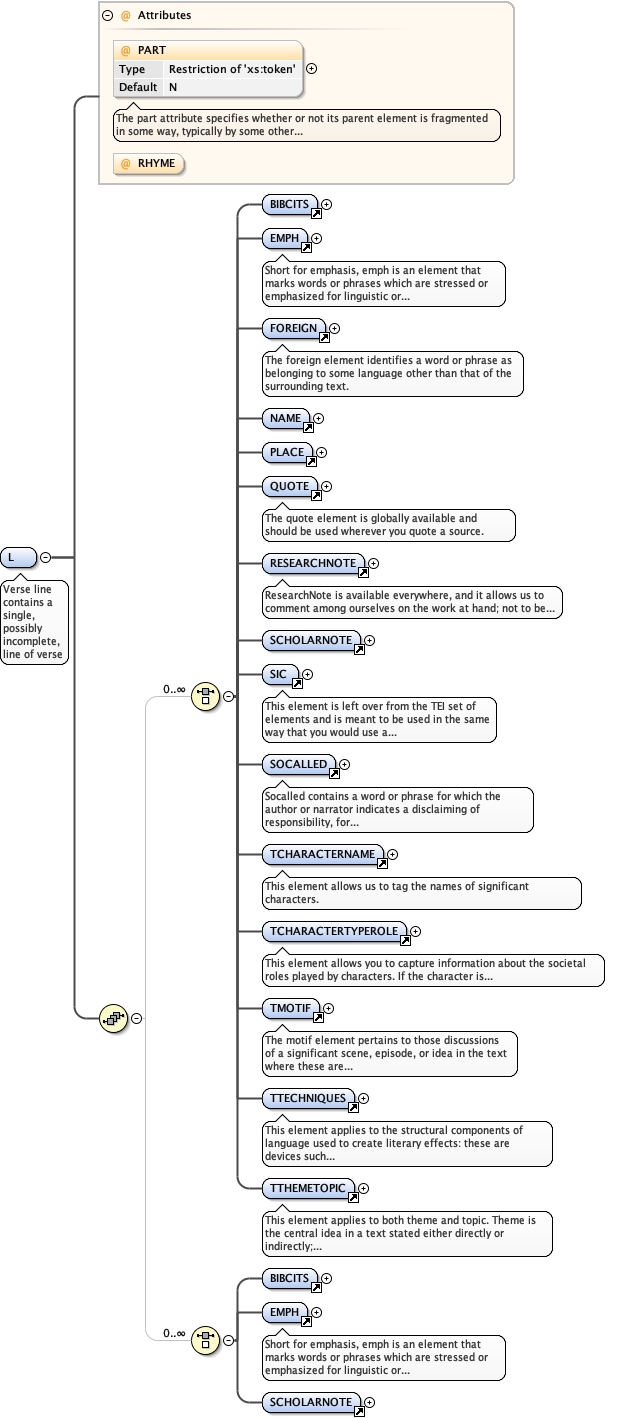 @ Attributes
@ PART
Type Restriction of 'xs:token'
Default N
The part attribute specifies whether or not its parent element is fragmented
in some way, typically by some other...
@ RHYME
BIBCITS
EMPH
Short for emphasis, emph is an element that
marks words or phrases which are stressed or
emphasized for linguistic or...
FOREIGN
The foreign element identifies a word or phrase as
belonging to some language other than that of the
surrounding text.
NAME
PLACE
QUOTE
The quote element is globally available and
should be used wherever you quote a source.
L
Verse line
contains a
single,
possibly
incomplete,
line of verse
RESEARCHNOTE
ResearchNote is available everywhere, and it allows us to
comment among ourselves on the work at hand; not to be...
SCHOLARNOTE
0..∞
SIC
This element is left over from the TEI set of
elements and is meant to be used in the same
way that you would use a...
SOCALLED
Socalled contains a word or phrase for which the
author or narrator indicates a disclaiming of
responsibility, for...
TCHARACTERNAME
This element allows us to tag the names of significant
characters.
TCHARACTERTYPEROLE
This element allows you to capture information about the societal
roles played by characters. If the character is...
TMOTIF
The motif element pertains to those discussions
of a significant scene, episode, or idea in the text
where these are...
TTECHNIQUES
This element applies to the structural components of
language used to create literary effects: these are
devices such...
TTHEMETOPIC
This element applies to both theme and topic. Theme is
the central idea in a text stated either directly or
indirectly;...
BIBCITS
EMPH
0..∞
Short for emphasis, emph is an element that
marks words or phrases which are stressed or
emphasized for linguistic or...
SCHOLARNOTE